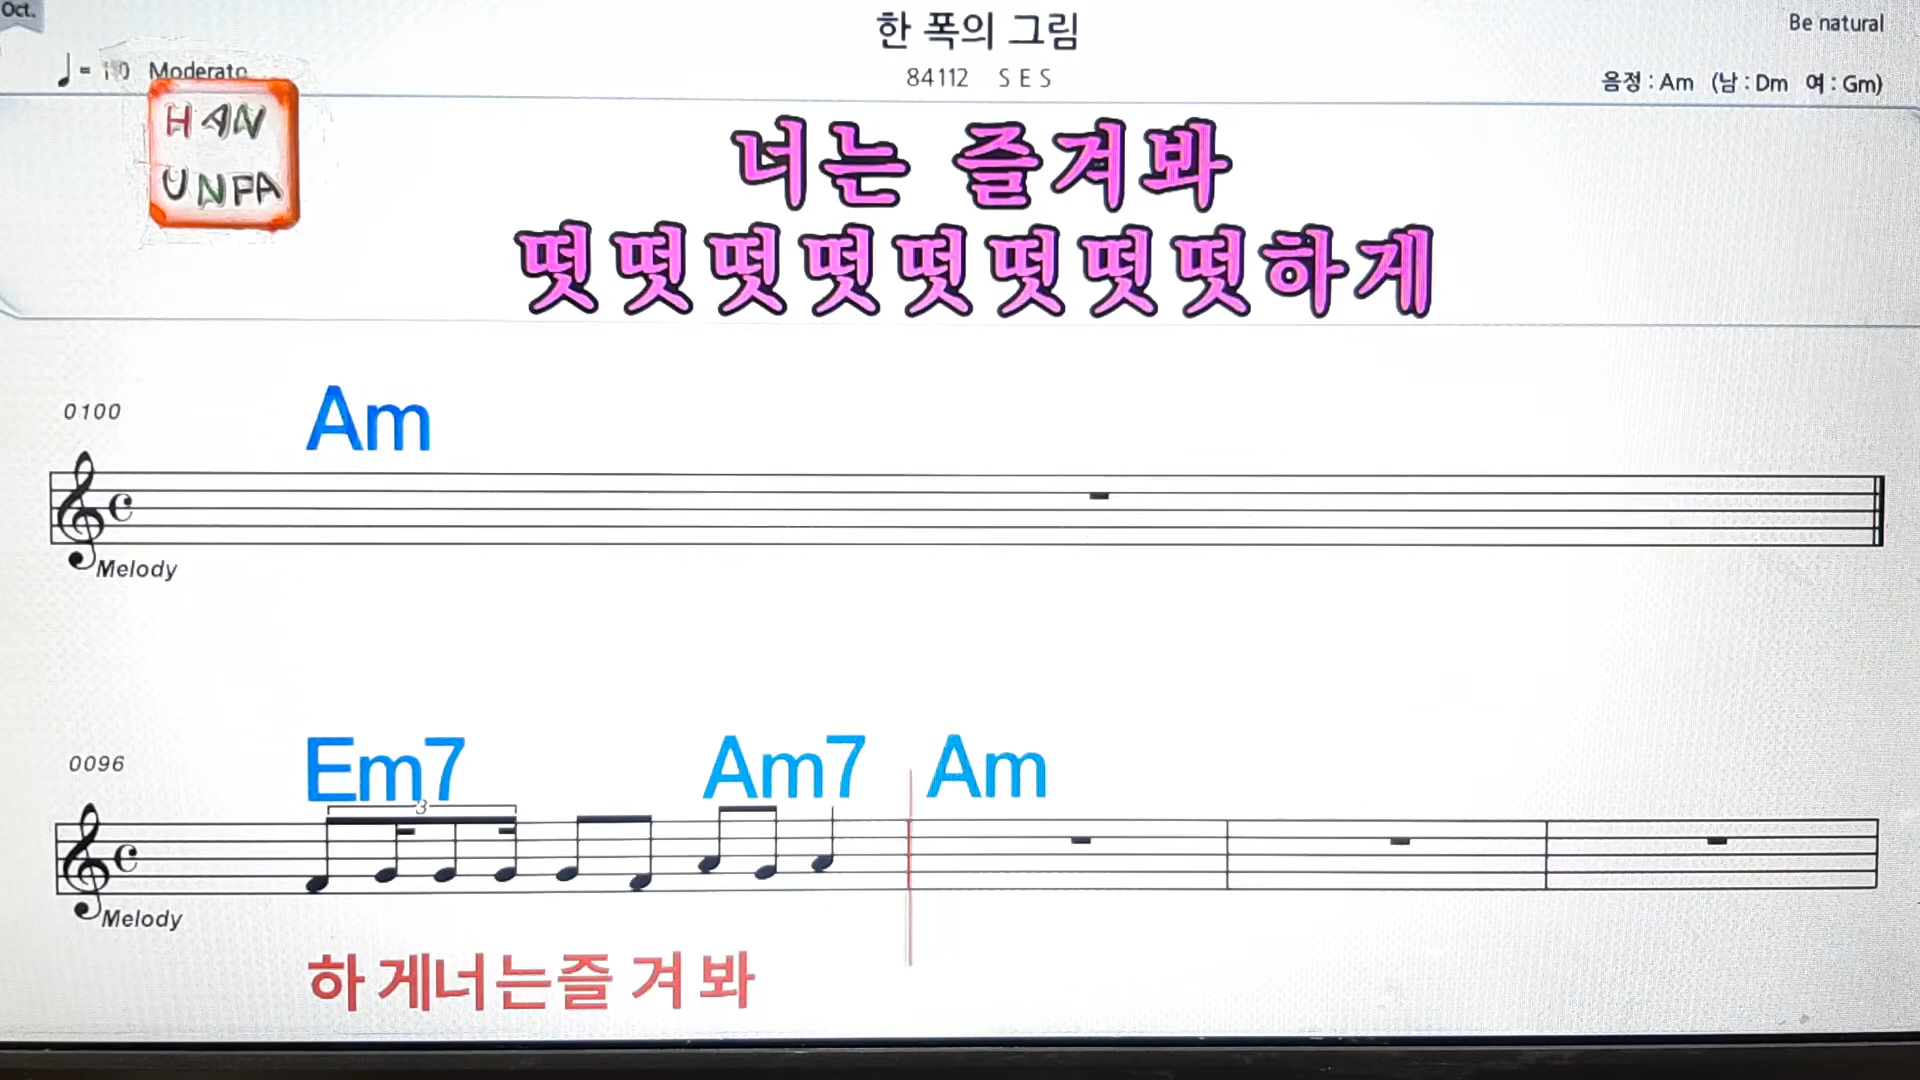 Oct.
한 폭의 그림
Be natural
Moderato
84112 S E S
음정 : Am (남 : Dm 여 : Gm)
HAN
UNPA
너는 즐겨봐
떳떳떳떳떳떳떳떳하게
0100
Am
Melody
0096
Em7 Am7 Am
3
Melody
하 게너는즐 겨 봐